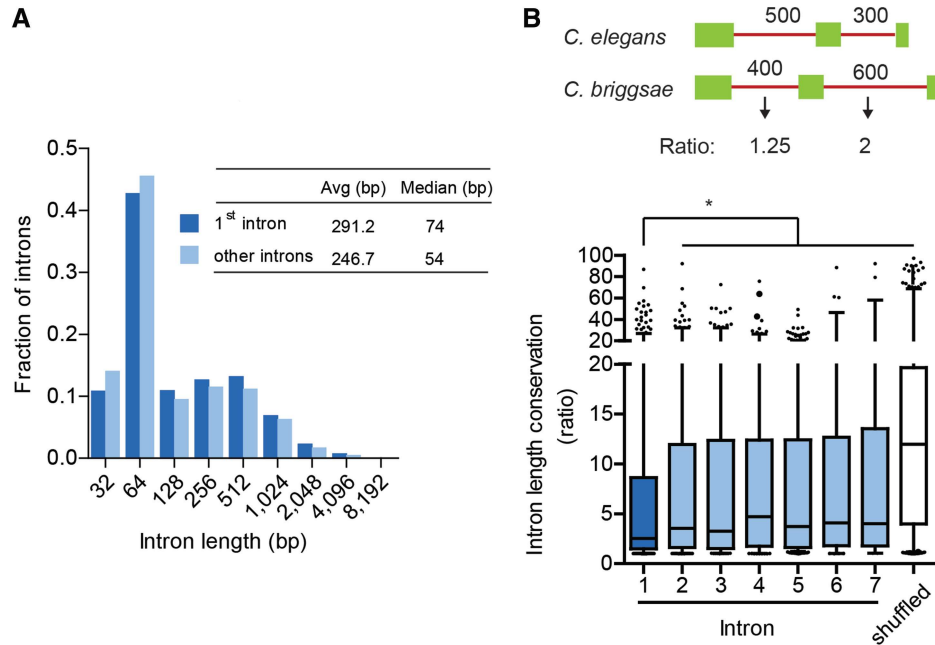 A
0.5
0.4
0.3
0.2
0.1
0.0
Fraction of introns
Avg (bp) Median (bp)
1st intron 291.2 74
other introns 246.7 54
32 64 128 256 512 1,024 2,048 4,096 8,192
Intron length (bp)
B
500 300
C. elegans
400 600
C. briggsae
Ratio: 1.25 2
*
100
80
60
40
20
20
15
10
5
0
Intron length conservation
(ratio)
1 2 3 4 5 6 7 shuffled
Intron